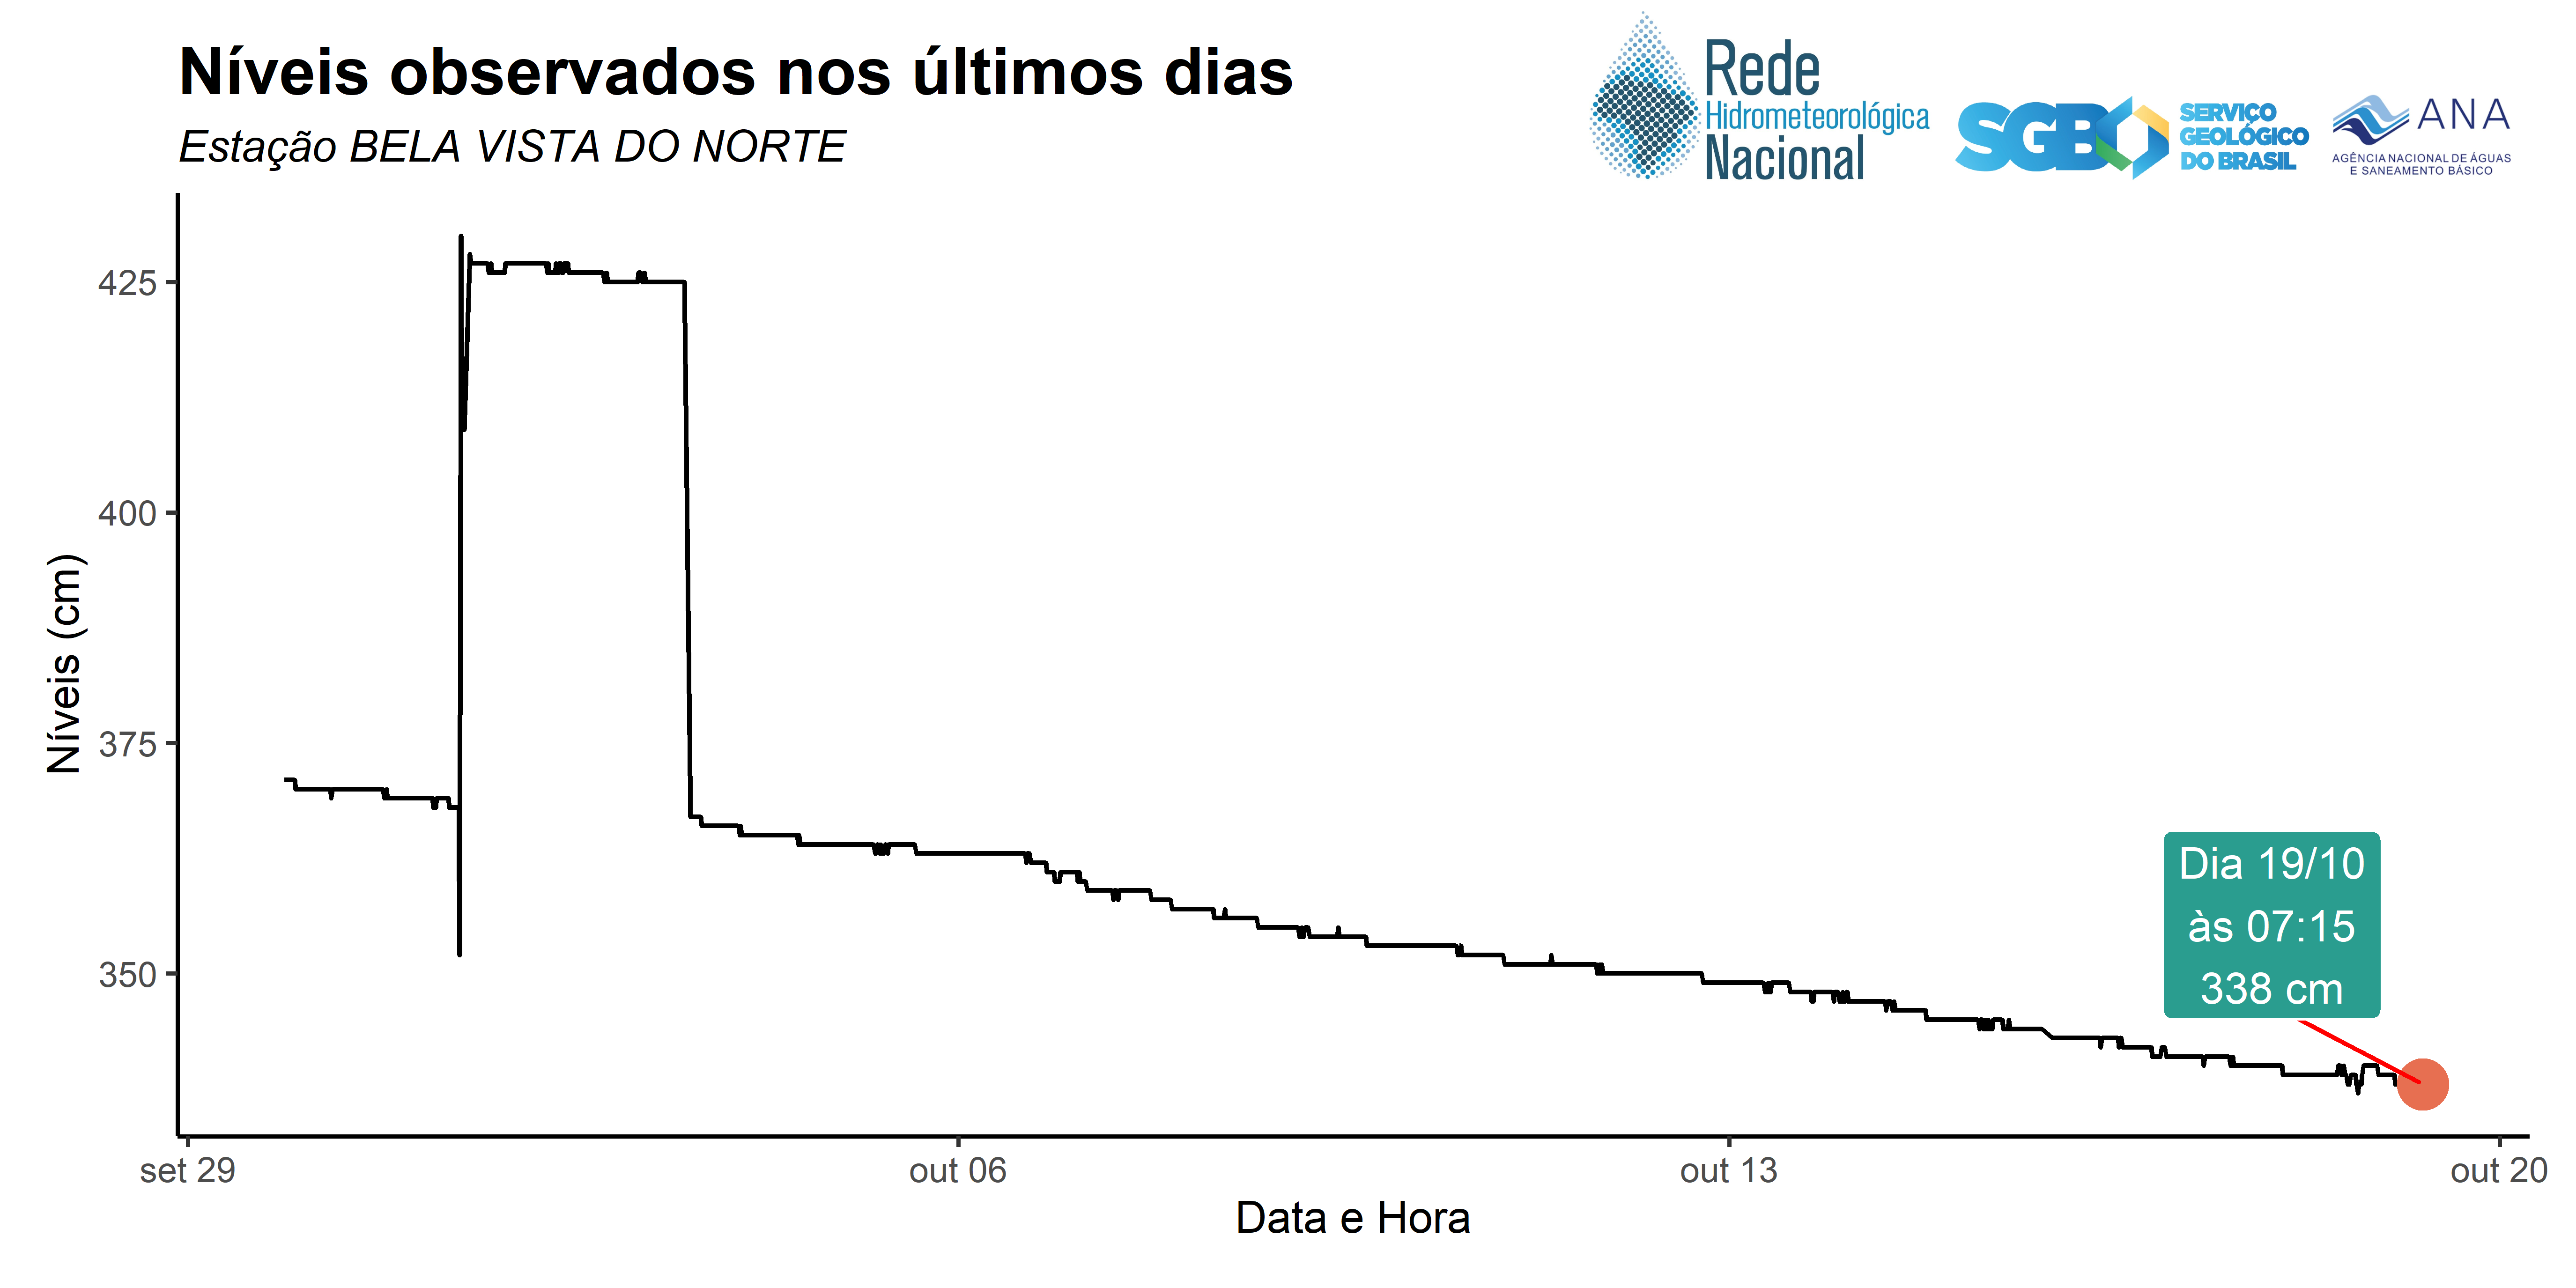 Níveis observados nos últimos dias
Estação BELA VISTA DO NORTE
Rede
Hidrometeorológica
Nacional
SGB
SERVIÇO
GEOLÓGICO
DO BRASIL
ANA
AGÊNCIA NACIONAL DE ÁGUAS
E SANEAMENTO BÁSICO
Níveis (cm)
425
400
375
350
Dia 19/10
às 07:15
338 cm
set 29
out 06
out 13
out 20
Data e Hora